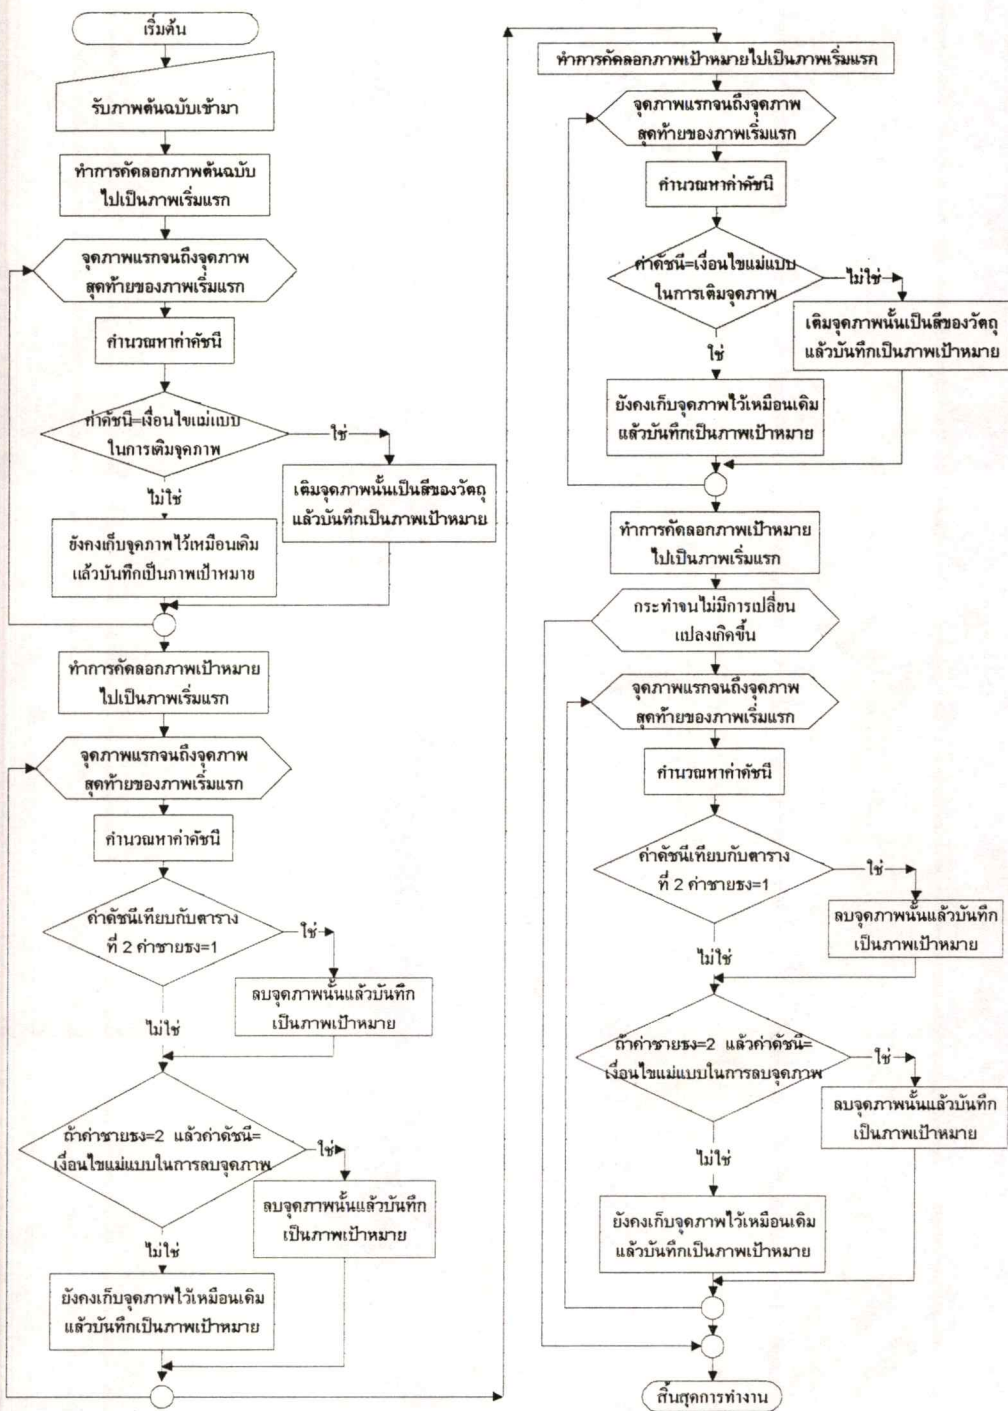 เริ่มต้น
รับภาพต้นฉบับเข้ามา
ทำการคัดลอกภาพต้นฉบับ
ไปเป็นภาพเริ่มแรก
จุดภาพแรกจนถึงจุดภาพ
สุดท้ายของภาพเริ่มแรก
คำนวณหาค่าดัชนี
ค่าดัชนี=เงื่อนไขแม่แบบ
ในการเติมจุดภาพ
ใช่
เติมจุดภาพนั้นเป็นสีของวัตถุ
แล้วบันทึกเป็นภาพเป้าหมาย
ไม่ใช่
ยังคงเก็บจุดภาพไว้เหมือนเดิม
แล้วบันทึกเป็นภาพเป้าหมาย
ทำการคัดลอกภาพเป้าหมาย
ไปเป็นภาพเริ่มแรก
จุดภาพแรกจนถึงจุดภาพ
สุดท้ายของภาพเริ่มแรก
คำนวณหาค่าดัชนี
ค่าดัชนีเทียบกับตาราง
ที่ 2 ค่าชายธง=1
ใช่
ลบจุดภาพนั้นแล้วบันทึก
เป็นภาพเป้าหมาย
ไม่ใช่
ถ้าค่าชายธง=2 แล้วค่าดัชนี=
เงื่อนไขแม่แบบในการลบจุดภาพ
ใช่
ลบจุดภาพนั้นแล้วบันทึก
เป็นภาพเป้าหมาย
ไม่ใช่
ยังคงเก็บจุดภาพไว้เหมือนเดิม
แล้วบันทึกเป็นภาพเป้าหมาย
ทำการคัดลอกภาพเป้าหมายไปเป็นภาพเริ่มแรก
จุดภาพแรกจนถึงจุดภาพ
สุดท้ายของภาพเริ่มแรก
คำนวณหาค่าดัชนี
ค่าดัชนี=เงื่อนไขแม่แบบ
ในการเติมจุดภาพ
ไม่ใช่
เติมจุดภาพนั้นเป็นสีของวัตถุ
แล้วบันทึกเป็นภาพเป้าหมาย
ใช่
ยังคงเก็บจุดภาพไว้เหมือนเดิม
แล้วบันทึกเป็นภาพเป้าหมาย
ทำการคัดลอกภาพเป้าหมาย
ไปเป็นภาพเริ่มแรก
กระทำจนไม่มีการเปลี่ยน
แปลงเกิดขึ้น
จุดภาพแรกจนถึงจุดภาพ
สุดท้ายของภาพเริ่มแรก
คำนวณหาค่าดัชนี
ค่าดัชนีเทียบกับตาราง
ที่ 2 ค่าชายธง=1
ใช่
ลบจุดภาพนั้นแล้วบันทึก
เป็นภาพเป้าหมาย
ไม่ใช่
ถ้าค่าชายธง=2 แล้วค่าดัชนี=
เงื่อนไขแม่แบบในการลบจุดภาพ
ใช่
ลบจุดภาพนั้นแล้วบันทึก
เป็นภาพเป้าหมาย
ไม่ใช่
ยังคงเก็บจุดภาพไว้เหมือนเดิม
แล้วบันทึกเป็นภาพเป้าหมาย
สิ้นสุดการทำงาน